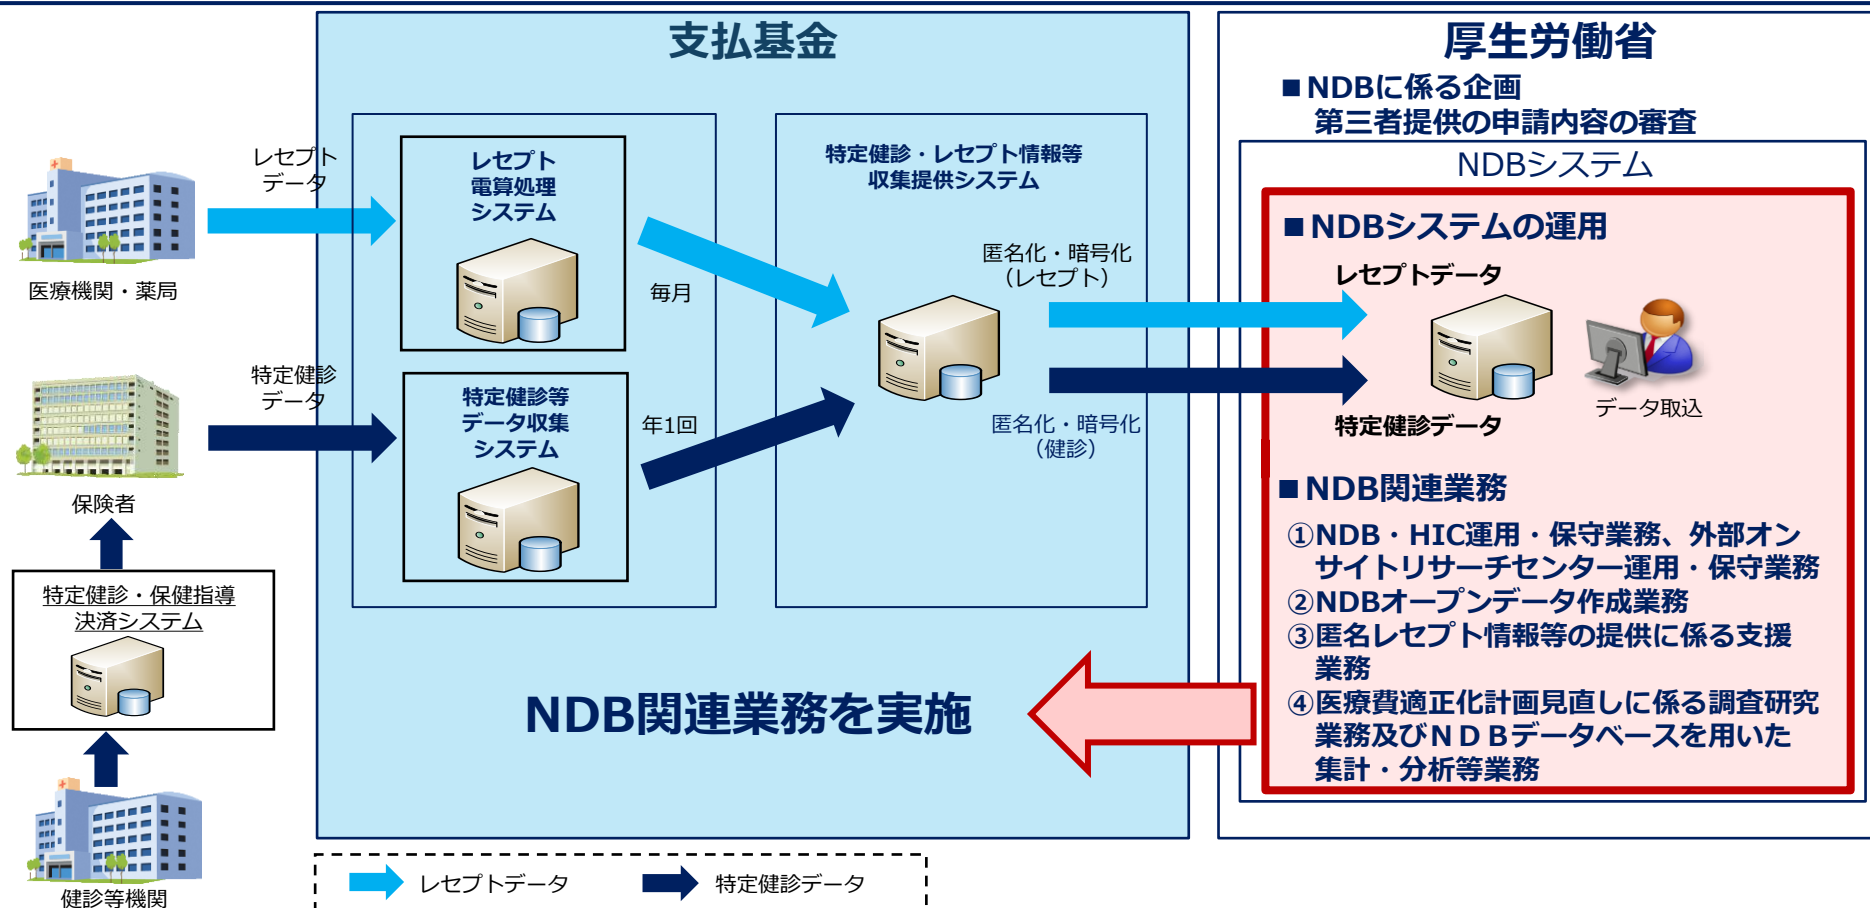 支払基金
厚生労働省
■NDBに係る企画
第三者提供の申請内容の審査
NDBシステム
レセプト
データ
医療機関・薬局
レセプト
電算処理
システム
毎月
特定健診・レセプト情報等
収集提供システム
匿名化・暗号化
（レセプト）
■NDBシステムの運用
レセプトデータ
データ取込
特定健診データ
特定健診
データ
保険者
特定健診等
データ収集
システム
年1回
匿名化・暗号化
（健診）
■NDB関連業務
①NDB・HIC運用・保守業務、外部オン
サイトリサーチセンター運用・保守業務
②NDBオープンデータ作成業務
③匿名レセプト情報等の提供に係る支援
業務
④医療費適正化計画見直しに係る調査研究
業務及びＮＤＢデータベースを用いた
集計・分析等業務
特定健診・保健指導
決済システム
NDB関連業務を実施
健診等機関
レセプトデータ
特定健診データ